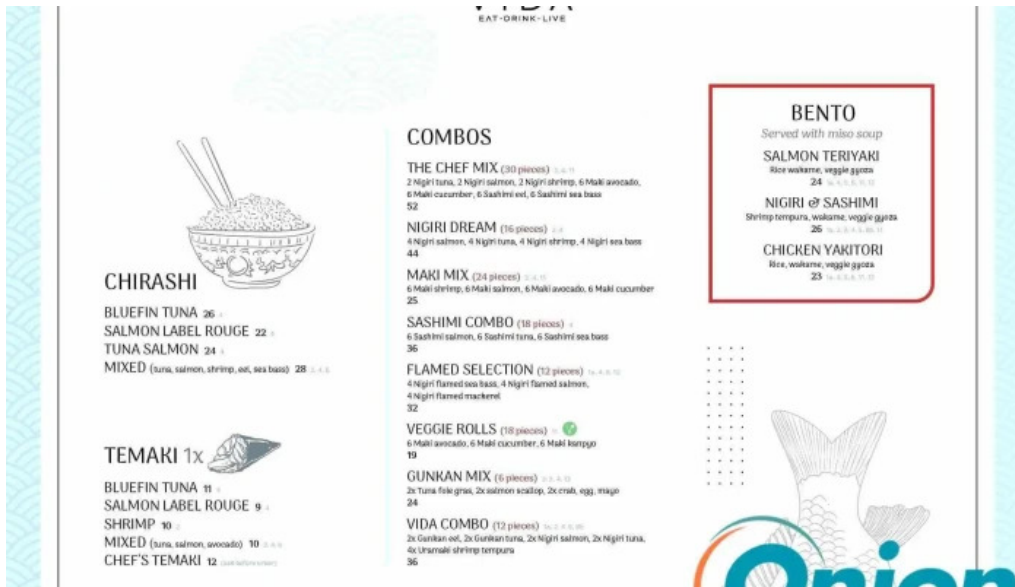 VIDA
EAT-DRINK-LIVE
CHIRASHI
BLUEFIN TUNA 26
SALMON LABEL ROUGE 22
TUNA SALMON 24
MIXED (tuna, salmon, shrimp, eel, sea bass) 28
TEMAKI 1x
BLUEFIN TUNA 11
SALMON LABEL ROUGE 9
SHRIMP 10
MIXED (tuna, salmon, avocado) 10
CHEF'S TEMAKI 12
COMBOS
THE CHEF MIX (30 pieces)
2 Nigiri tuna, 2 Nigiri salmon, 2 Nigiri shrimp, 6 Maki avocado,
6 Maki cucumber, 6 Sashimi eel, 6 Sashimi sea bass
52
NIGIRI DREAM (16 pieces)
4 Nigiri salmon, 4 Nigiri tuna, 4 Nigiri shrimp, 4 Nigiri sea bass
44
MAKI MIX (24 pieces)
6 Maki shrimp, 6 Maki salmon, 6 Maki avocado, 6 Maki cucumber
25
SASHIMI COMBO (18 pieces)
6 Sashimi salmon, 6 Sashimi tuna, 6 Sashimi sea bass
36
FLAMED SELECTION (12 pieces)
4 Nigiri flamed sea bass, 4 Nigiri flamed salmon,
4 Nigiri flamed mackerel
32
VEGGIE ROLLS (18 pieces)
6 Maki avocado, 6 Maki cucumber, 6 Maki kampyo
19
GUNKAN MIX (6 pieces)
2x Tuna foie gras, 2x salmon scallop, 2x crab, egg, mayo
24
VIDA COMBO (12 pieces)
2x Gunkan eel, 2x Gunkan tuna, 2x Nigiri salmon, 2x Nigiri tuna,
4x Uramaki shrimp tempura
36
BENTO
Served with miso soup
SALMON TERIYAKI
Rice wakame, veggie gyoza
24
NIGIRI & SASHIMI
Shrimp tempura, wakame, veggie gyoza
26
CHICKEN YAKITORI
Rice, wakame, veggie gyoza
23
Onion